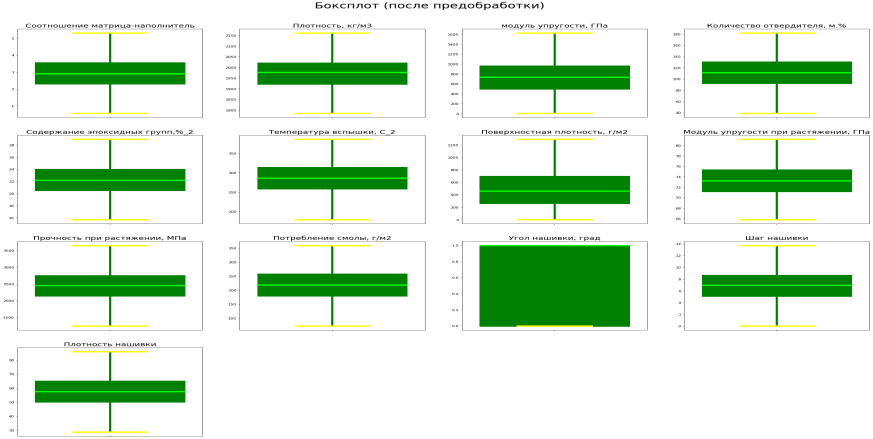 Боксплот (после предобработки)
Соотношение матрица-наполнитель
Плотность, кг/м3
модуль упругости, ГПа
Количество отвердителя, м.%
Содержание эпоксидных групп,%_2
Температура вспышки, С_2
Поверхностная плотность, г/м2
Модуль упругости при растяжении, ГПа
Прочность при растяжении, МПа
Потребление смолы, г/м2
Угол нашивки, град
Шаг нашивки
Плотность нашивки